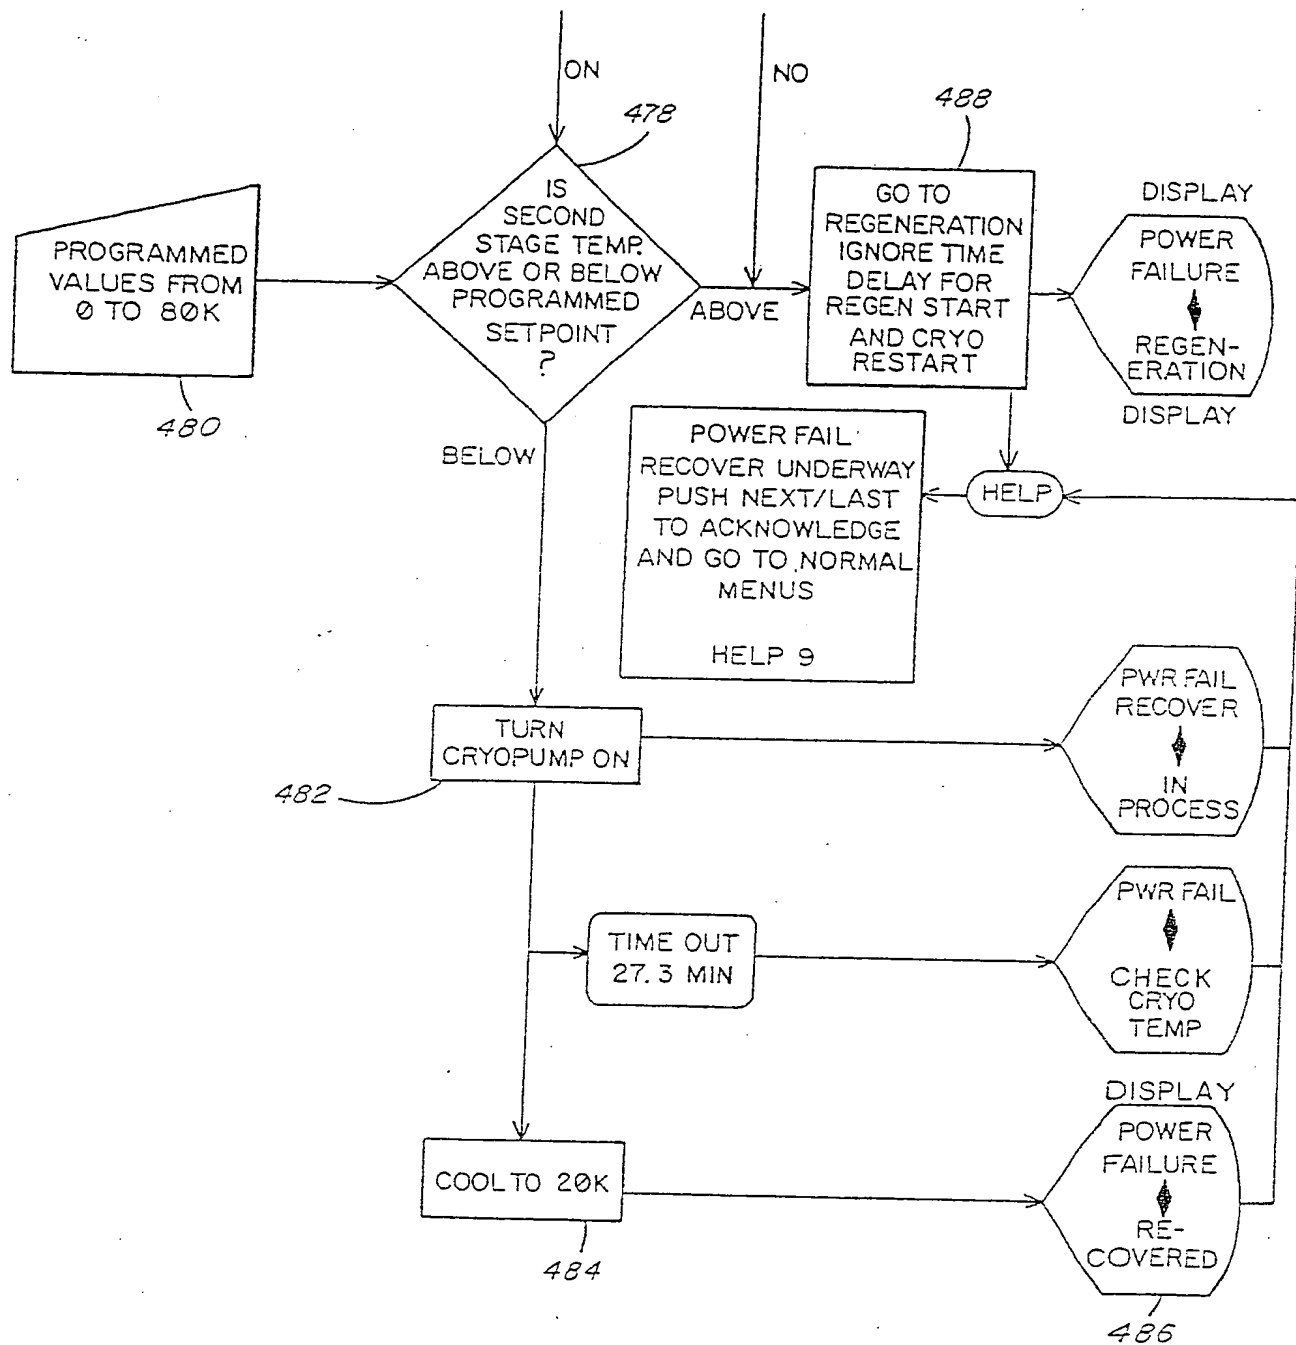 ON
NO
478
488
IS
SECOND
STAGE TEMP.
ABOVE OR BELOW
PROGRAMMED
SETPOINT
?
PROGRAMMED
VALUES FROM
0 TO 80K
480
ABOVE
BELOW
GO TO
REGENERATION
IGNORE TIME
DELAY FOR
REGEN START
AND CRYO
RESTART
DISPLAY
POWER
FAILURE
REGEN-
ERATION
DISPLAY
HELP
POWER FAIL
RECOVER UNDERWAY
PUSH NEXT/LAST
TO ACKNOWLEDGE
AND GO TO NORMAL
MENUS
HELP 9
TURN
CRYOPUMP ON
482
PWR FAIL
RECOVER
IN
PROCESS
TIME OUT
27.3 MIN
PWR FAIL
CHECK
CRYO
TEMP
COOL TO 20K
484
DISPLAY
POWER
FAILURE
RE-
COVERED
486